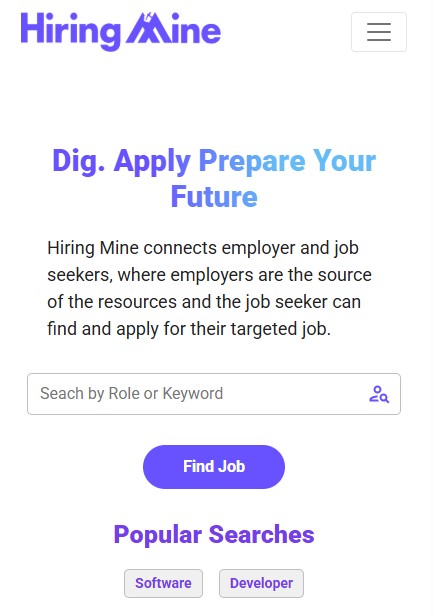 Hiring Mine
Dig. Apply Prepare Your
Future
Hiring Mine connects employer and job
seekers, where employers are the source
of the resources and the job seeker can
find and apply for their targeted job.
Seach by Role or Keyword
Find Job
Popular Searches
Software Developer